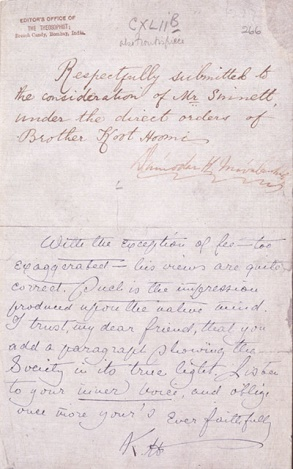 EDITOR'S OFFICE OF
THE THEOSOPHIST,
Breach Candy, Bombay, India.
CXLIIB
266
Respectfully submitted to
the consideration of Mr. Sinnett,
under the direct orders of
Brother Koot Hoomi
Damodar K. Mavalankar
With the exception of fee — too
exaggerated — his views are quite
correct. Such is the impression
produced upon the native mind.
I trust, my dear friend, that you
add a paragraph showing the
Society in its true light. Listen
to your inner voice, and oblige
once more your's Ever faithfully
K H